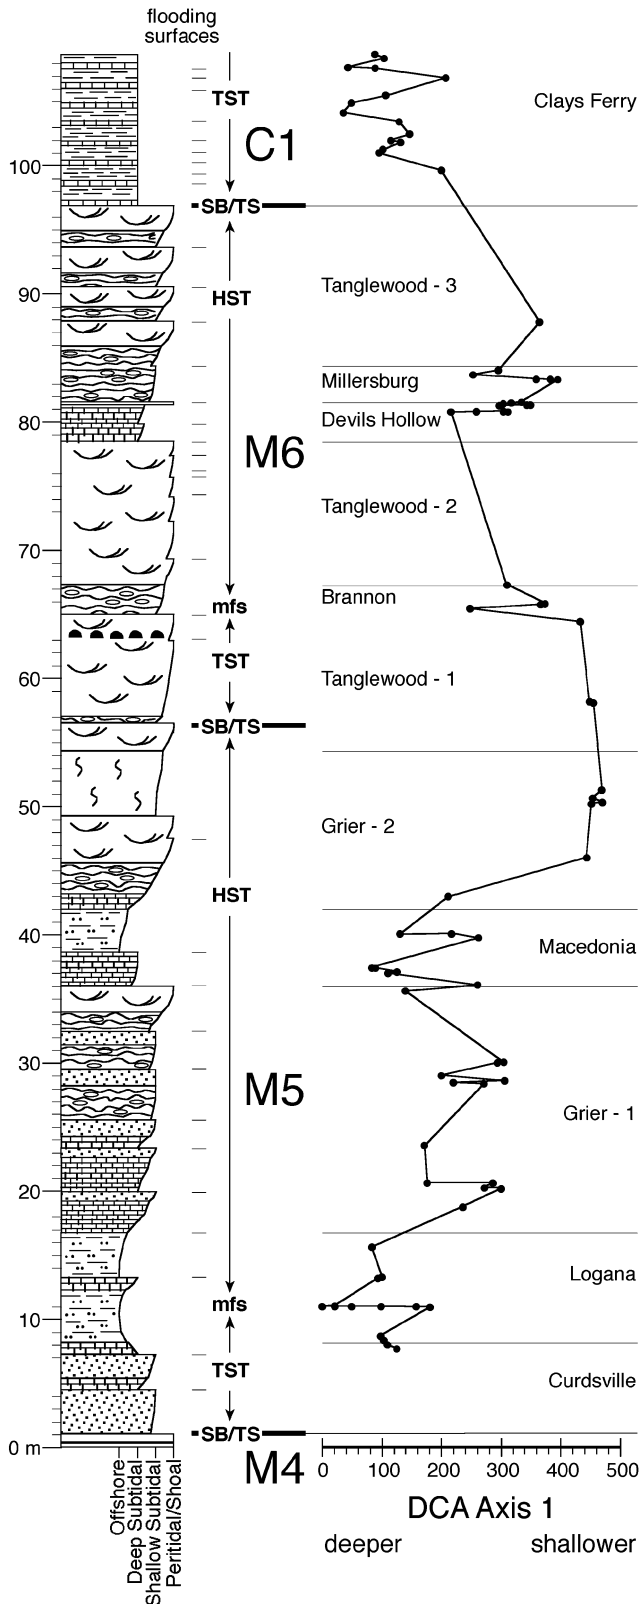 flooding
surfaces
TST
Clays Ferry
C1
100
SB/TS
90
HST
Tanglewood - 3
Millersburg
80
Devils Hollow
M6
Tanglewood - 2
70
Brannon
mfs
60
TST
Tanglewood - 1
SB/TS
50
Grier - 2
HST
40
Macedonia
30
M5
Grier - 1
20
Logana
10
mfs
TST
Curdsville
SB/TS
0 m
M4
0 100 200 300 400 500
Offshore
Deep Subtidal
Shallow Subtidal
Peritidal/Shoal
DCA Axis 1
deeper shallower